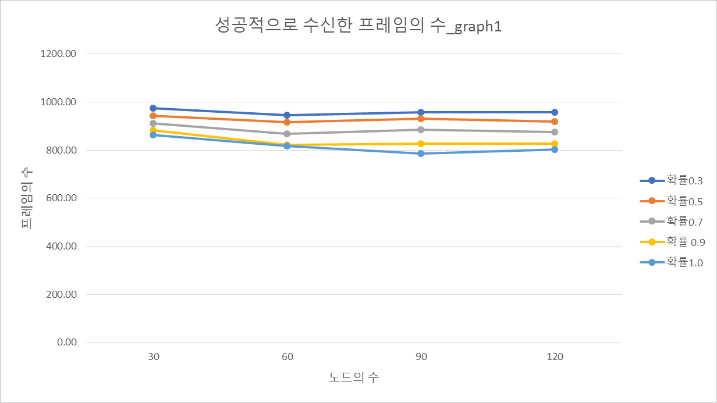 성공적으로 수신한 프레임의 수_graph1
1200.00
1000.00
800.00
600.00
400.00
200.00
0.00
프레임의 수
30 60 90 120
노드의 수
확률0.3
확률0.5
확률0.7
확률 0.9
확률1.0